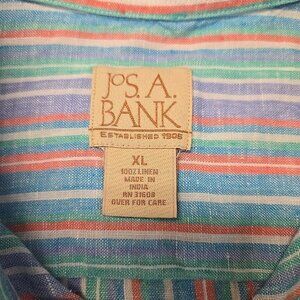 JOS. A.
BANK
ESTABLISHED 1905
XL
100% LINEN
MADE IN
INDIA
RN 31608
OVER FOR CARE